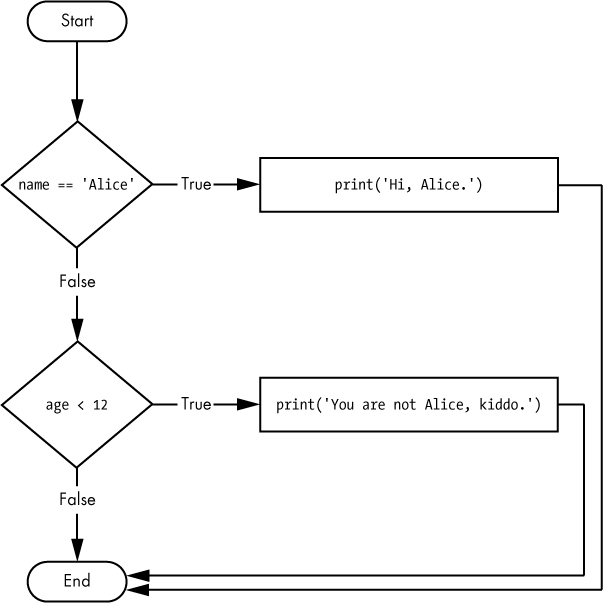 Start
name == 'Alice'
True
print('Hi, Alice.')
False
age < 12
True
print('You are not Alice, kiddo.')
False
End